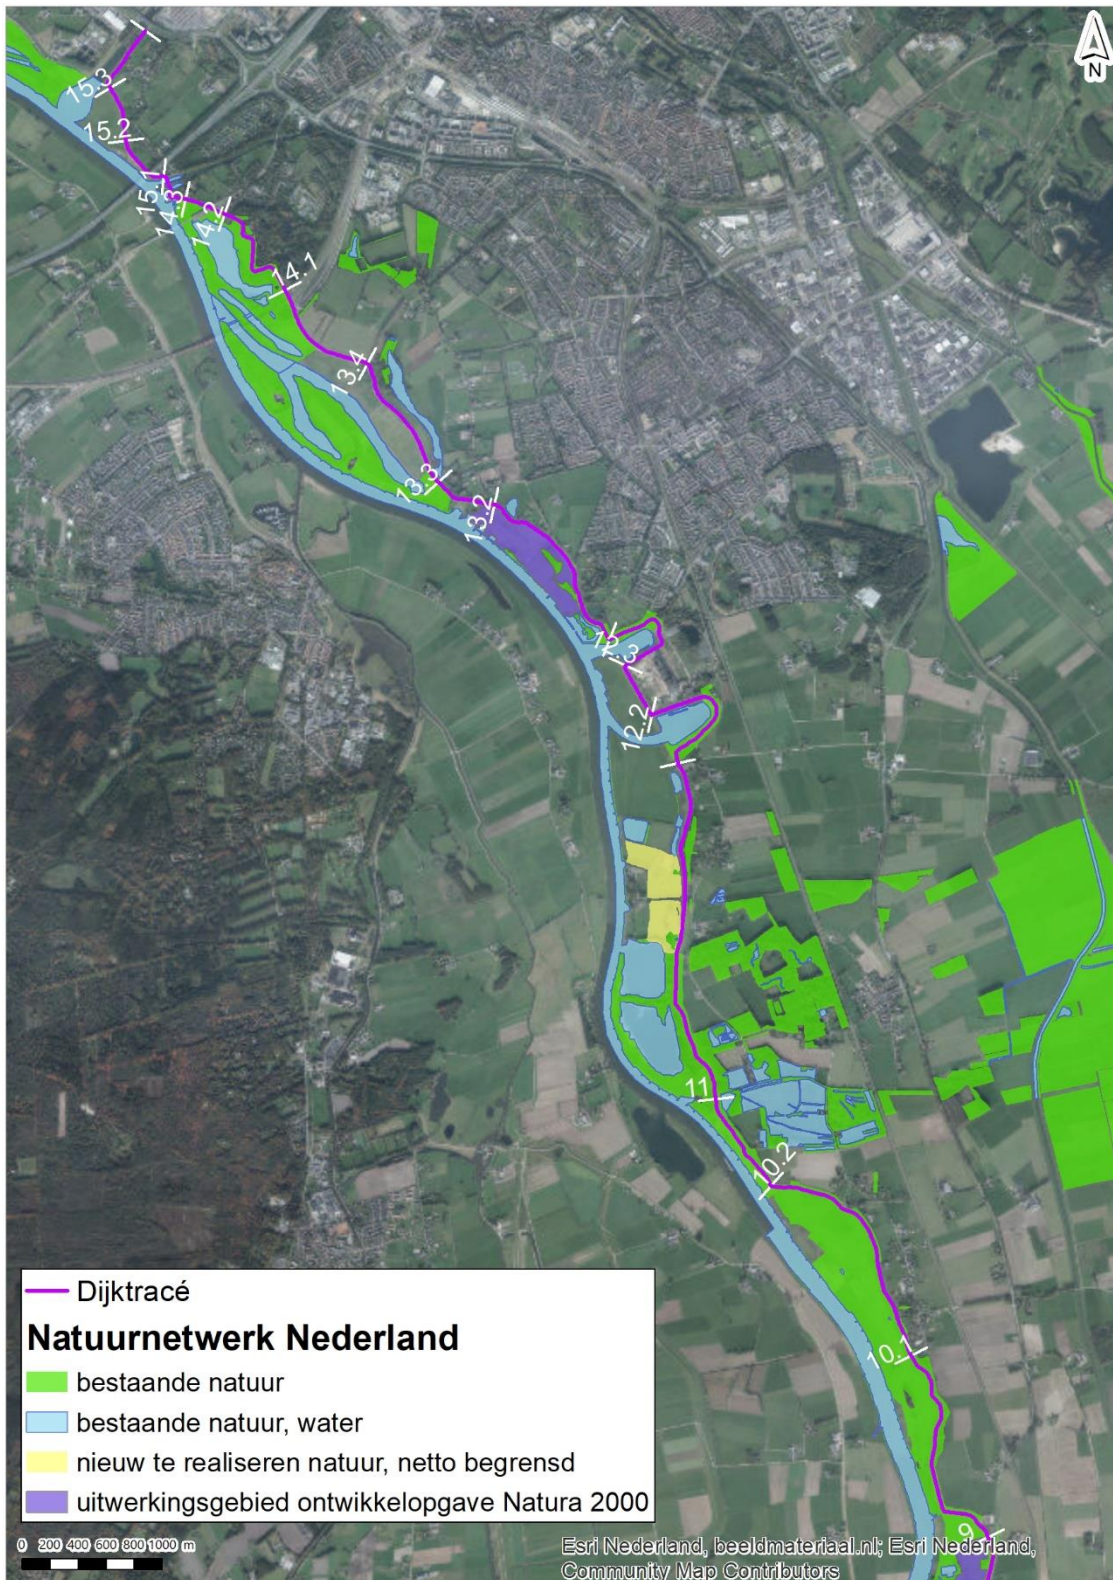 N
15.3
15.2
15.1
14.3
14.2
14.1
13.4
13.3
13.2
12.3
12.2
11
10.2
10.1
9
Dijktracé
Natuurnetwerk Nederland
bestaande natuur
bestaande natuur, water
nieuw te realiseren natuur, netto begrensd
uitwerkingsgebied ontwikkelopgave Natura 2000
0 200 400 600 800 1000 m
Esri Nederland, beeldmateriaal.nl; Esri Nederland,
Community Map Contributors